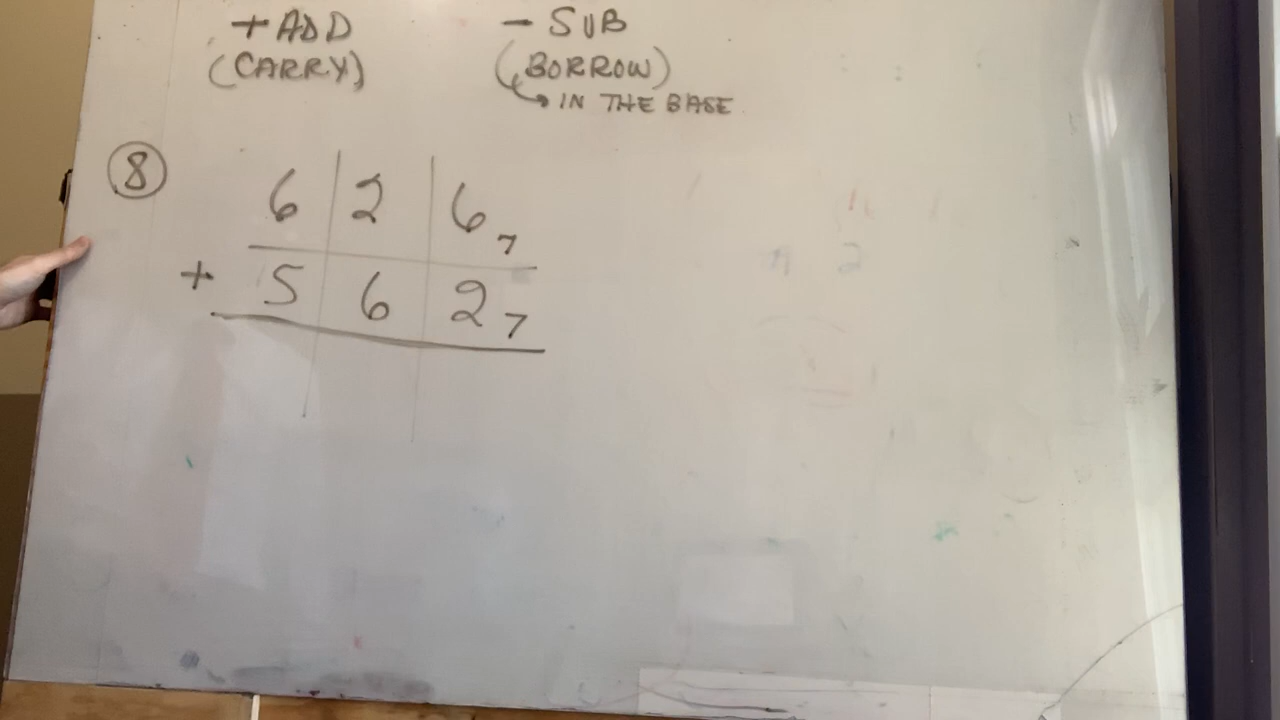 + ADD - SUB
(CARRY) (BORROW)
IN THE BASE
8
6 2 6 7
+ 5 6 2 7